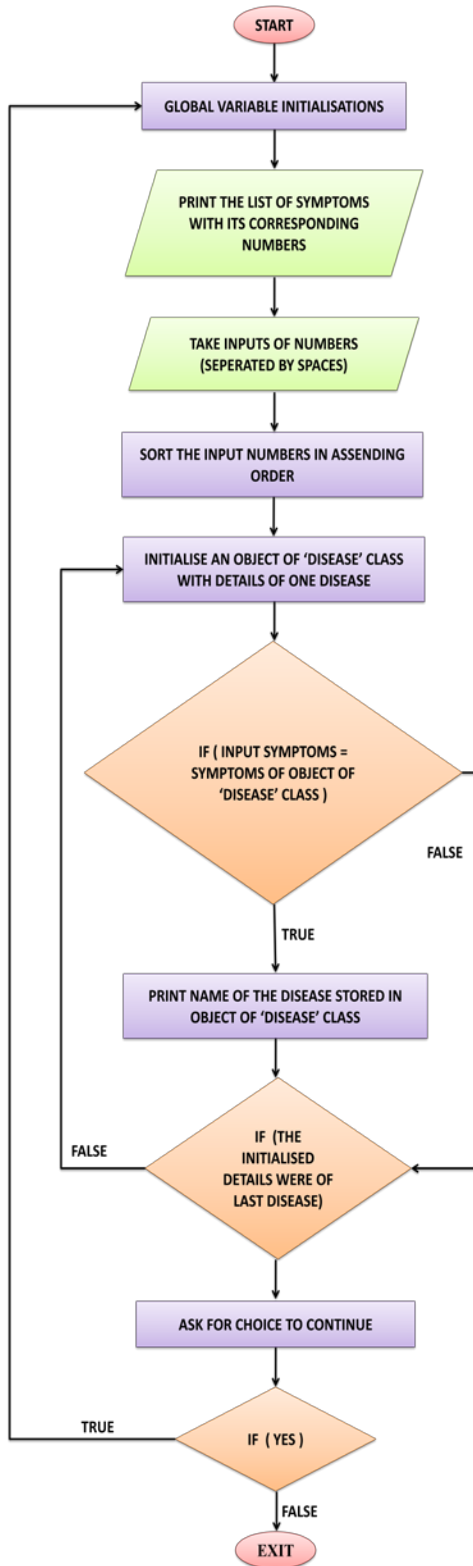 START
GLOBAL VARIABLE INITIALISATIONS
PRINT THE LIST OF SYMPTOMS
WITH ITS CORRESPONDING
NUMBERS
TAKE INPUTS OF NUMBERS
(SEPERATED BY SPACES)
SORT THE INPUT NUMBERS IN ASSENDING
ORDER
INITIALISE AN OBJECT OF ‘DISEASE’ CLASS
WITH DETAILS OF ONE DISEASE
IF ( INPUT SYMPTOMS =
SYMPTOMS OF OBJECT OF
‘DISEASE’ CLASS )
FALSE
TRUE
PRINT NAME OF THE DISEASE STORED IN
OBJECT OF ‘DISEASE’ CLASS
IF (THE
INITIALISED
DETAILS WERE OF
LAST DISEASE)
FALSE
ASK FOR CHOICE TO CONTINUE
IF ( YES )
TRUE
FALSE
EXIT